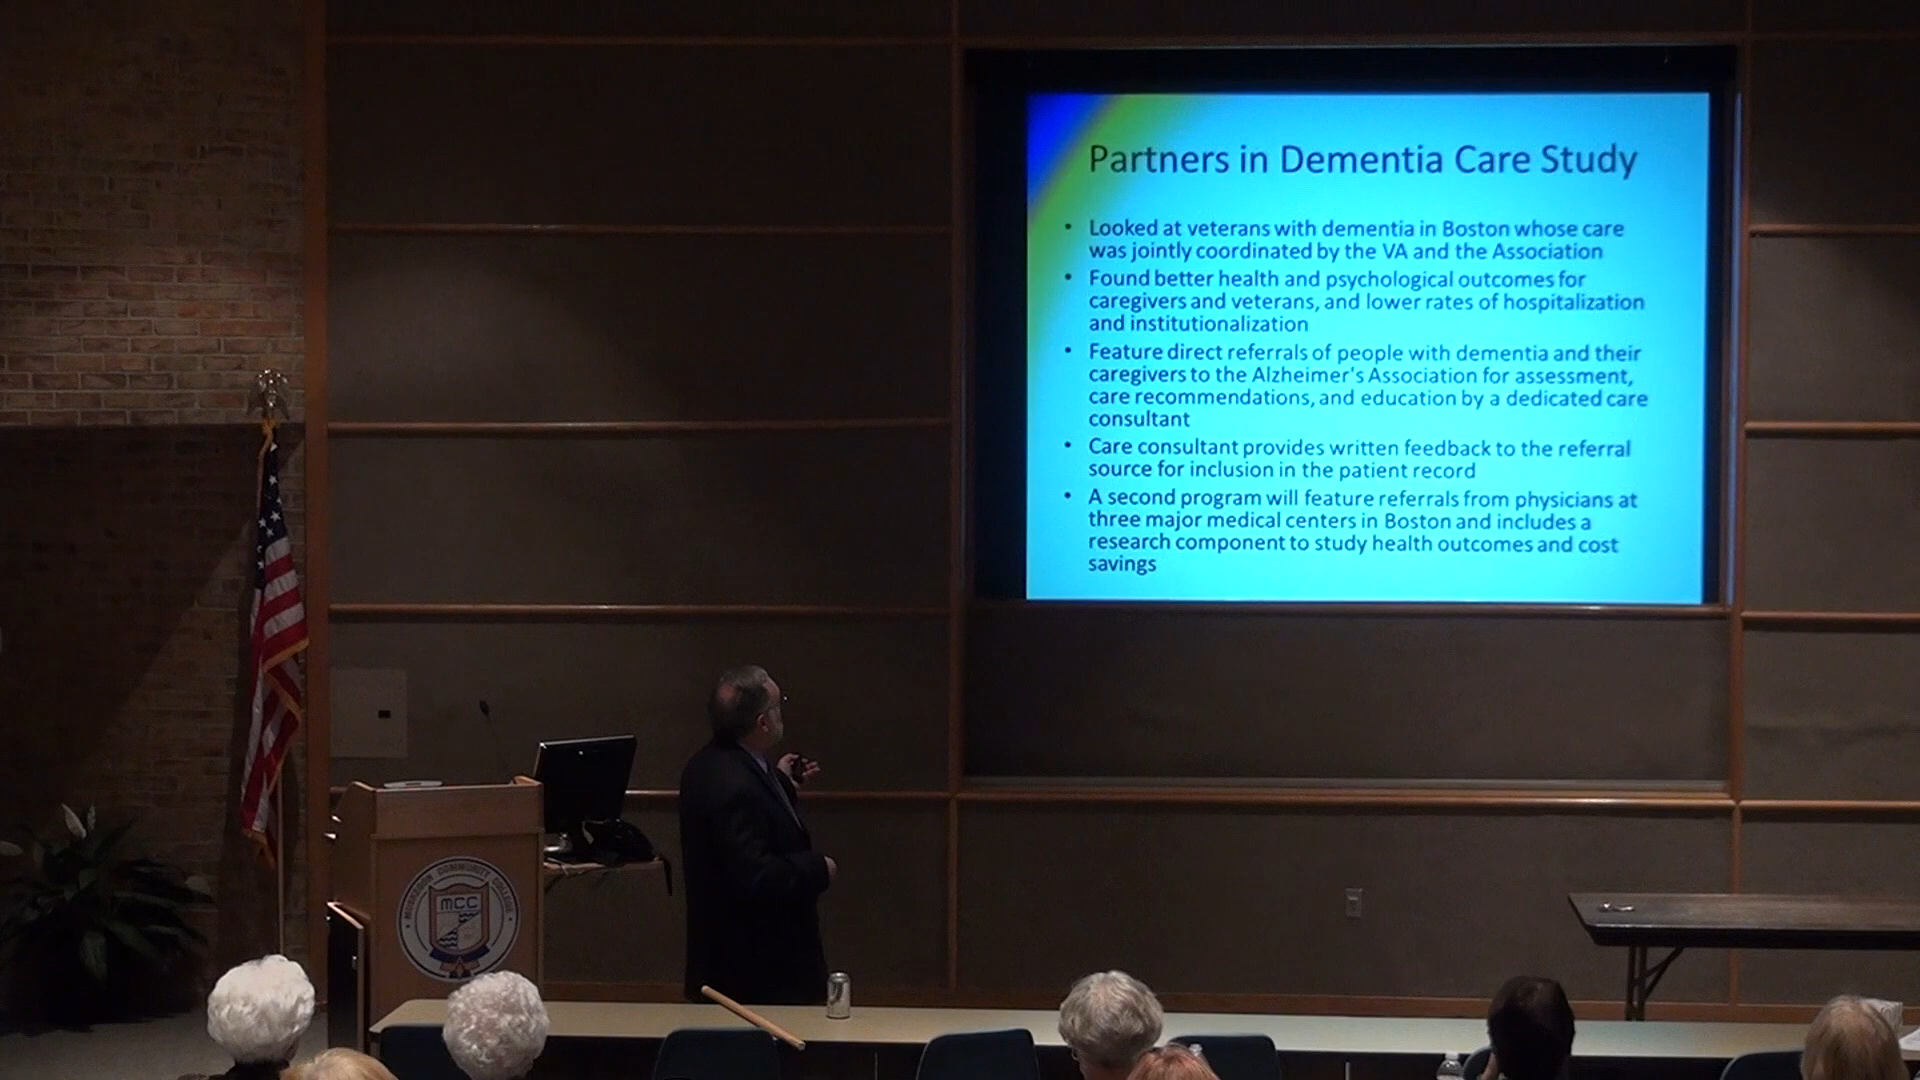 Partners in Dementia Care Study
• Looked at veterans with dementia in Boston whose care
was jointly coordinated by the VA and the Association
• Found better health and psychological outcomes for
caregivers and veterans, and lower rates of hospitalization
and institutionalization
• Feature direct referrals of people with dementia and their
caregivers to the Alzheimer's Association for assessment,
care recommendations, and education by a dedicated care
consultant
• Care consultant provides written feedback to the referral
source for inclusion in the patient record
• A second program will feature referrals from physicians at
three major medical centers in Boston and includes a
research component to study health outcomes and cost
savings
MUSKEGON COMMUNITY COLLEGE
MCC